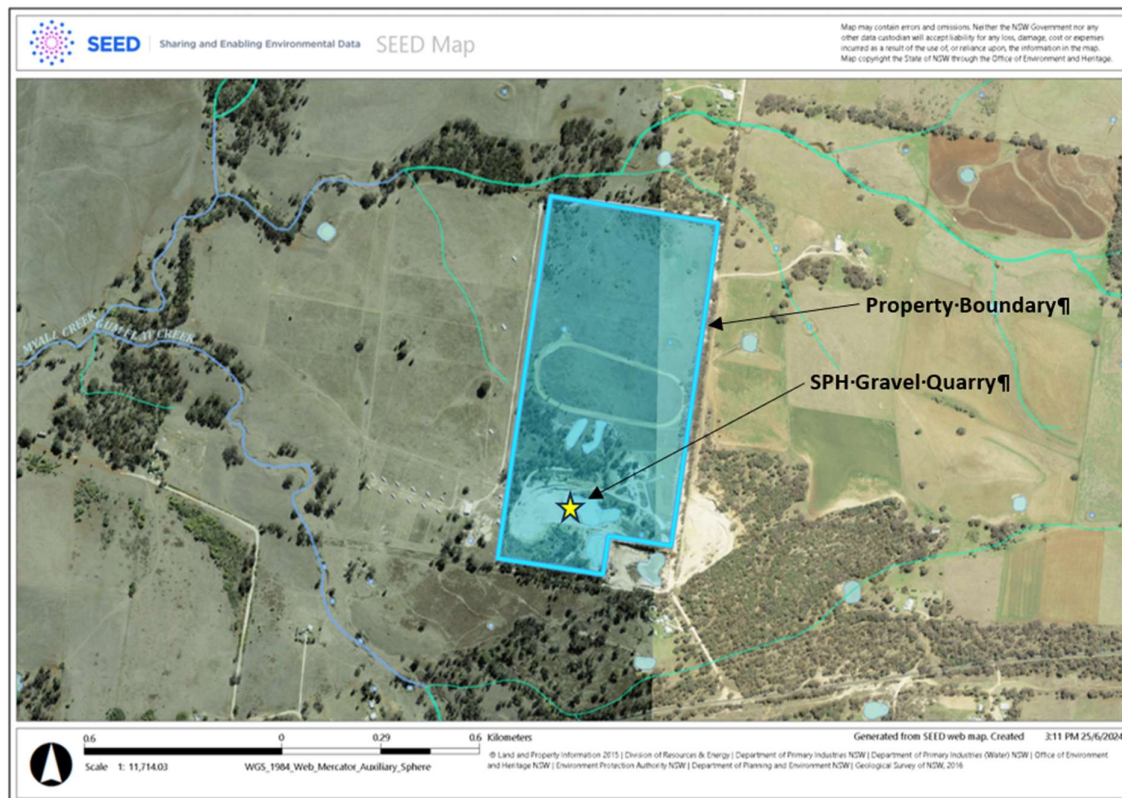 SEED
Sharing and Enabling Environmental Data
SEED Map
Map may contain errors and omissions. Neither the NSW Government nor any
other data custodian will accept liability for any loss, damage, cost or expenses
incurred as a result of the use of, or reliance upon, the information in the map.
Map copyright the State of NSW through the Office of Environment and Heritage.
Property·Boundary¶
MYALL CREEK
GUM FLAT CREEK
SPH·Gravel·Quarry¶
0.6
0
0.29
0.6
Kilometers
Scale 1: 11,714.03
WGS_1984_Web_Mercator_Auxiliary_Sphere
Generated from SEED web map. Created 3:11 PM 25/6/2024
© Land and Property Information 2015 | Division of Resources & Energy | Department of Primary Industries NSW | Department of Primary Industries (Water) NSW | Office of Environment
and Heritage NSW | Environment Protection Authority NSW | Department of Planning and Environment NSW | Geological Survey of NSW, 2016